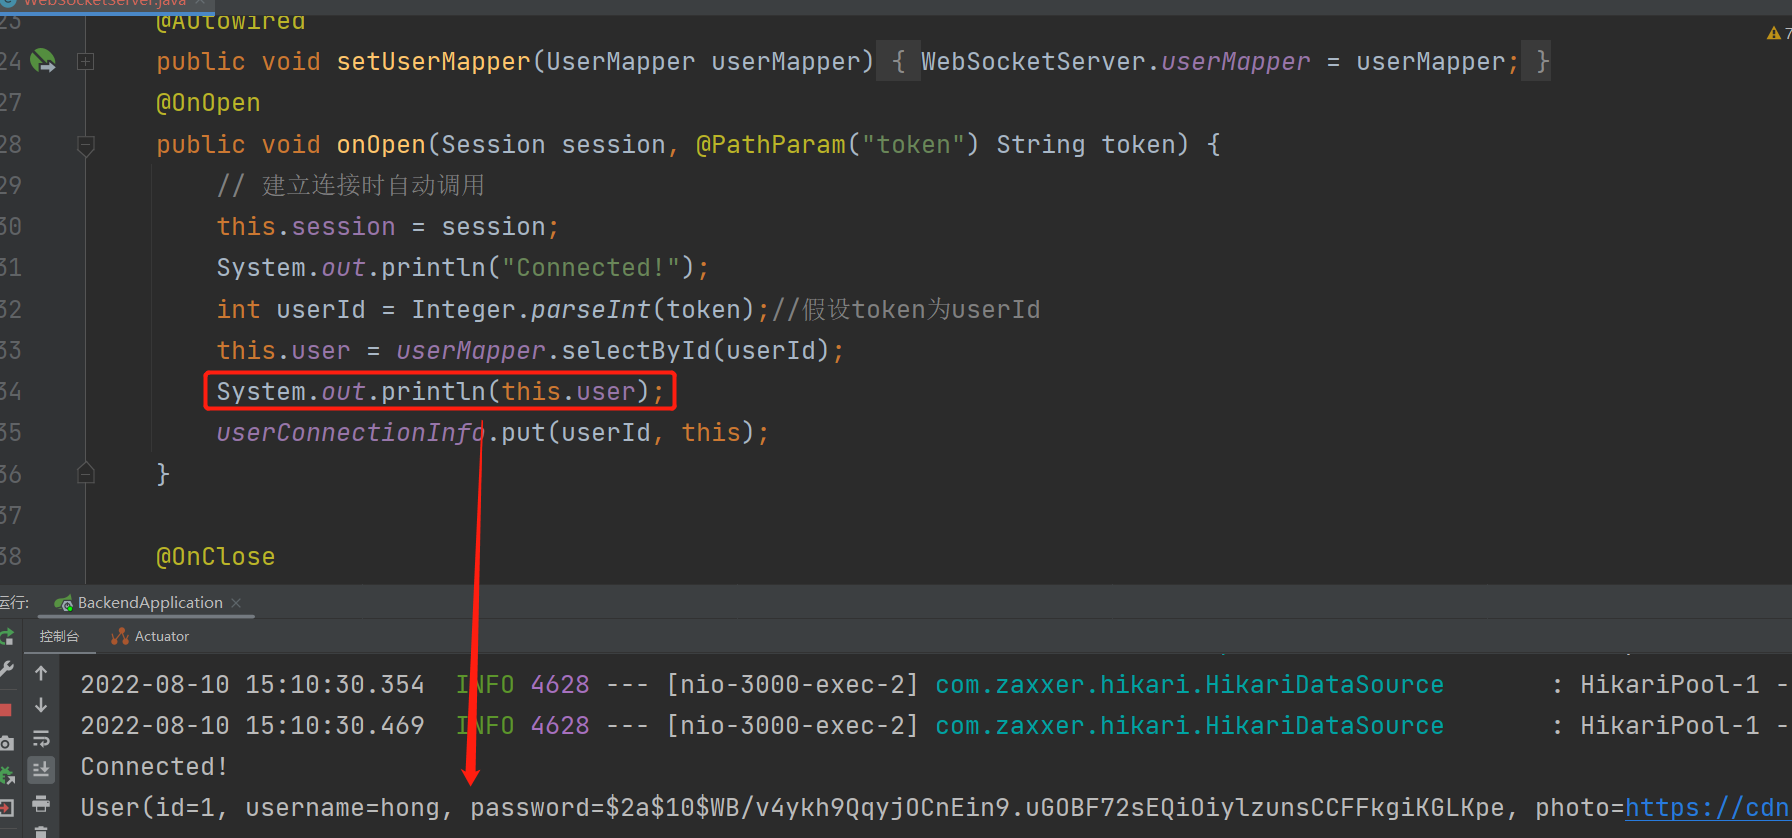 WebSocketServer.java
23 @Autowired
24 public void setUserMapper(UserMapper userMapper) { WebSocketServer.userMapper = userMapper; }
27 @OnOpen
28 public void onOpen(Session session, @PathParam("token") String token) {
29 // 建立连接时自动调用
30 this.session = session;
31 System.out.println("Connected!");
32 int userId = Integer.parseInt(token);//假设token为userId
33 this.user = userMapper.selectById(userId);
34 System.out.println(this.user);
35 userConnectionInfo.put(userId, this);
36 }
37
38 @OnClose
7
运行: BackendApplication
控制台 Actuator
2022-08-10 15:10:30.354 INFO 4628 --- [nio-3000-exec-2] com.zaxxer.hikari.HikariDataSource : HikariPool-1 -
2022-08-10 15:10:30.469 INFO 4628 --- [nio-3000-exec-2] com.zaxxer.hikari.HikariDataSource : HikariPool-1 -
Connected!
User(id=1, username=hong, password=$2a$10$WB/v4ykh9QqyjOCnEin9.uGOBF72sEQiOiylzunsCCFFkgiKGLKpe, photo=https://cdn